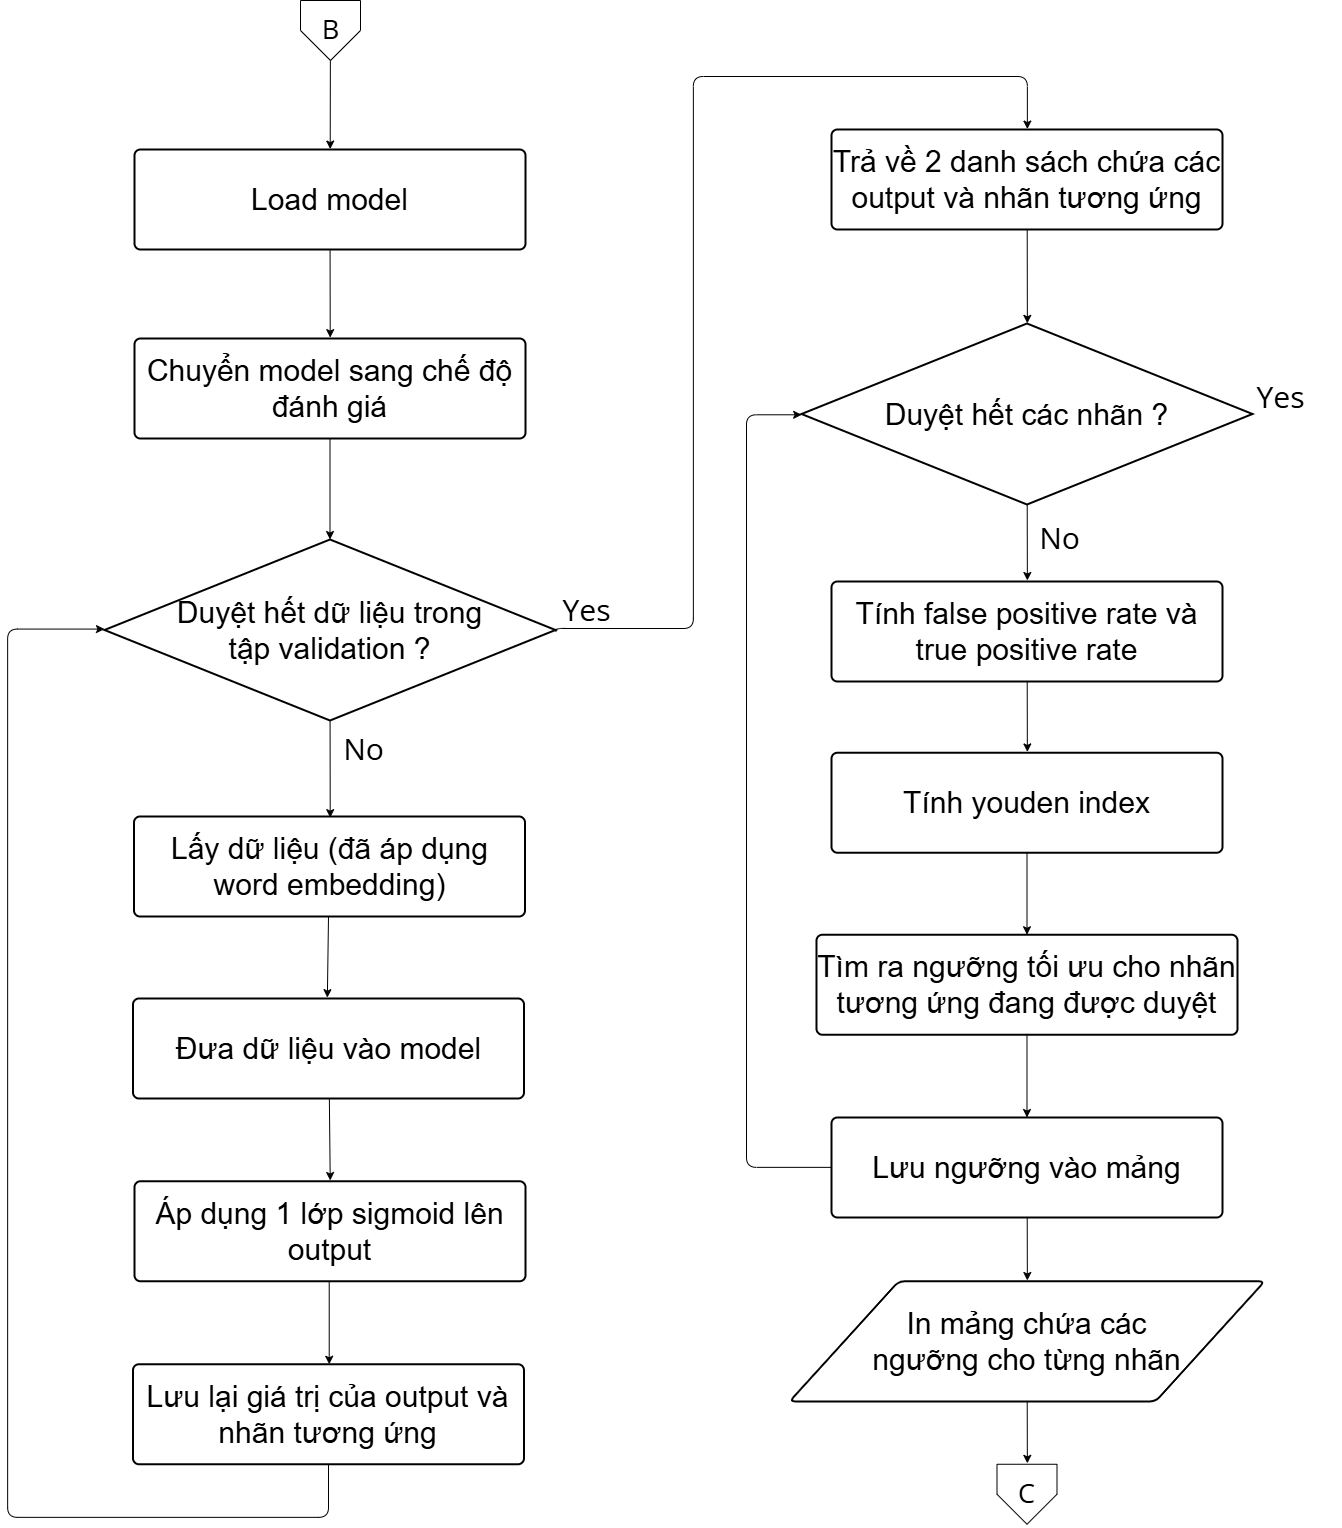 B
Load model
Chuyển model sang chế độ
đánh giá
Duyệt hết dữ liệu trong
tập validation ?
Yes
No
Lấy dữ liệu (đã áp dụng
word embedding)
Đưa dữ liệu vào model
Áp dụng 1 lớp sigmoid lên
output
Lưu lại giá trị của output và
nhãn tương ứng
Trả về 2 danh sách chứa các
output và nhãn tương ứng
Duyệt hết các nhãn ?
Yes
No
Tính false positive rate và
true positive rate
Tính youden index
Tìm ra ngưỡng tối ưu cho nhãn
tương ứng đang được duyệt
Lưu ngưỡng vào mảng
In mảng chứa các
ngưỡng cho từng nhãn
C